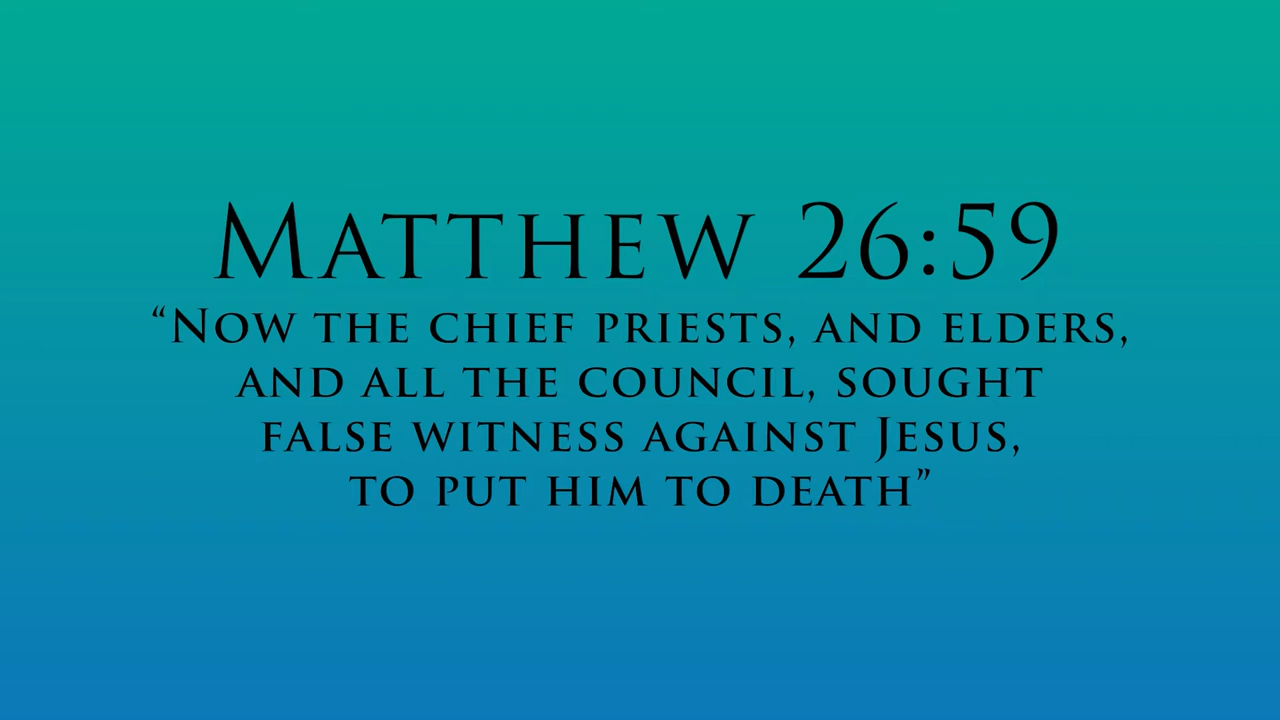 Matthew 26:59
“Now the chief priests, and elders,
and all the council, sought
false witness against Jesus,
to put him to death”